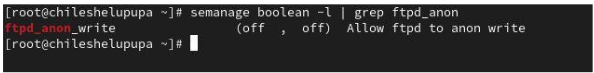 [root@chileshelupupa ~]# semanage boolean -l | grep ftpd_anon
ftpd_anon_write                (off  ,  off)  Allow ftpd to anon write
[root@chileshelupupa ~]#